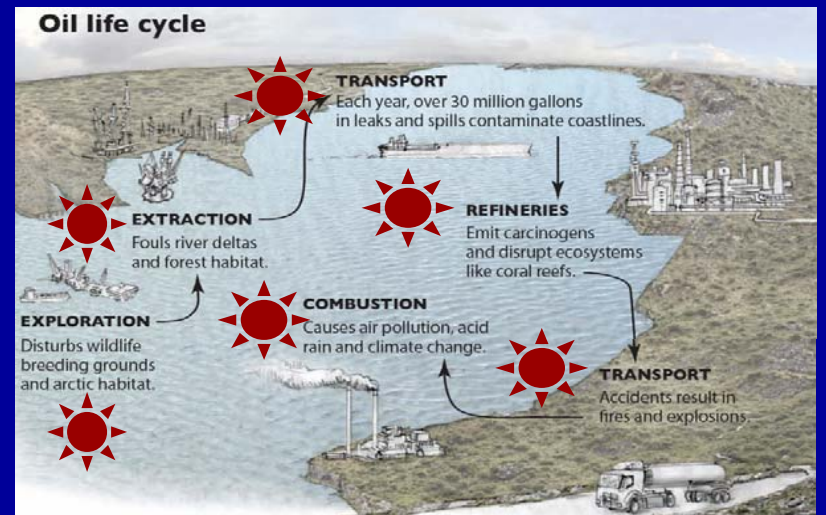 Oil life cycle
TRANSPORT
Each year, over 30 million gallons
in leaks and spills contaminate coastlines.
EXTRACTION
Fouls river deltas
and forest habitat.
REFINERIES
Emit carcinogens
and disrupt ecosystems
like coral reefs.
EXPLORATION
Disturbs wildlife
breeding grounds
and arctic habitat.
COMBUSTION
Causes air pollution, acid
rain and climate change.
TRANSPORT
Accidents result in
fires and explosions.